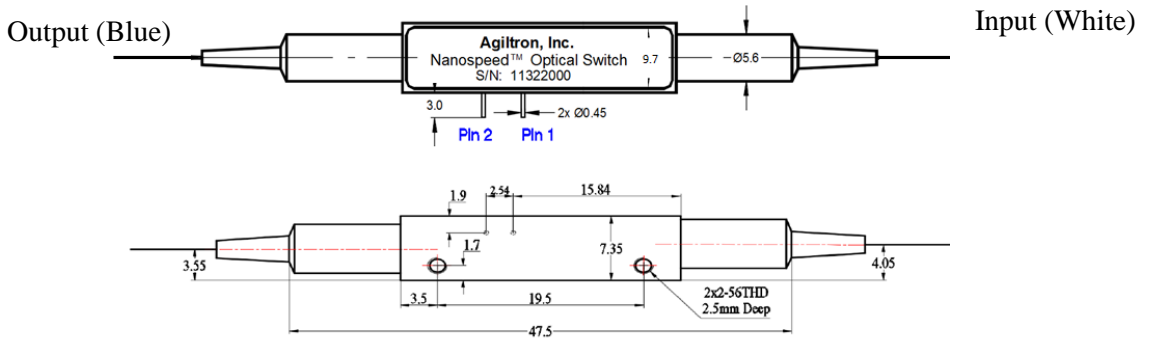 Output (Blue)
Input (White)
Agiltron, Inc.
Nanospeed™ Optical Switch
S/N: 11322000
9.7
Ø5.6
3.0
2x Ø0.45
Pin 2
Pin 1
1.9
2.54
15.84
1.7
7.35
3.55
4.05
3.5
19.5
2x2-56THD
2.5mm Deep
47.5